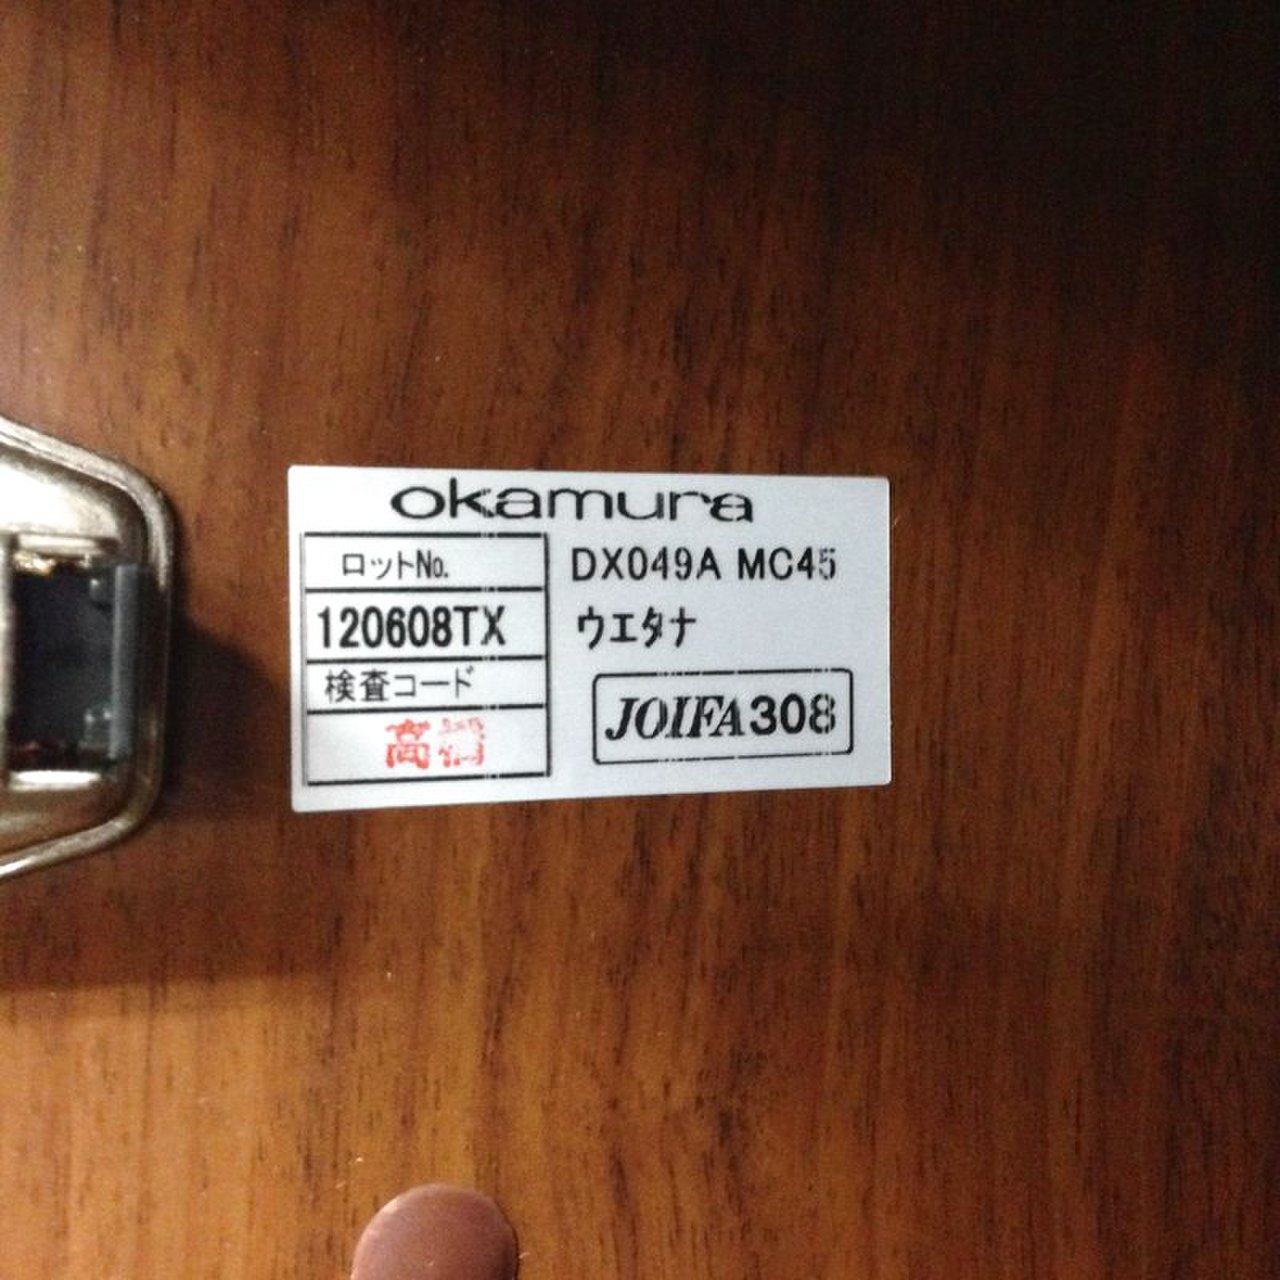 okamura
ロットNo.
120608TX
検査コード
DX049A MC45
ウエタナ
JOIFA308